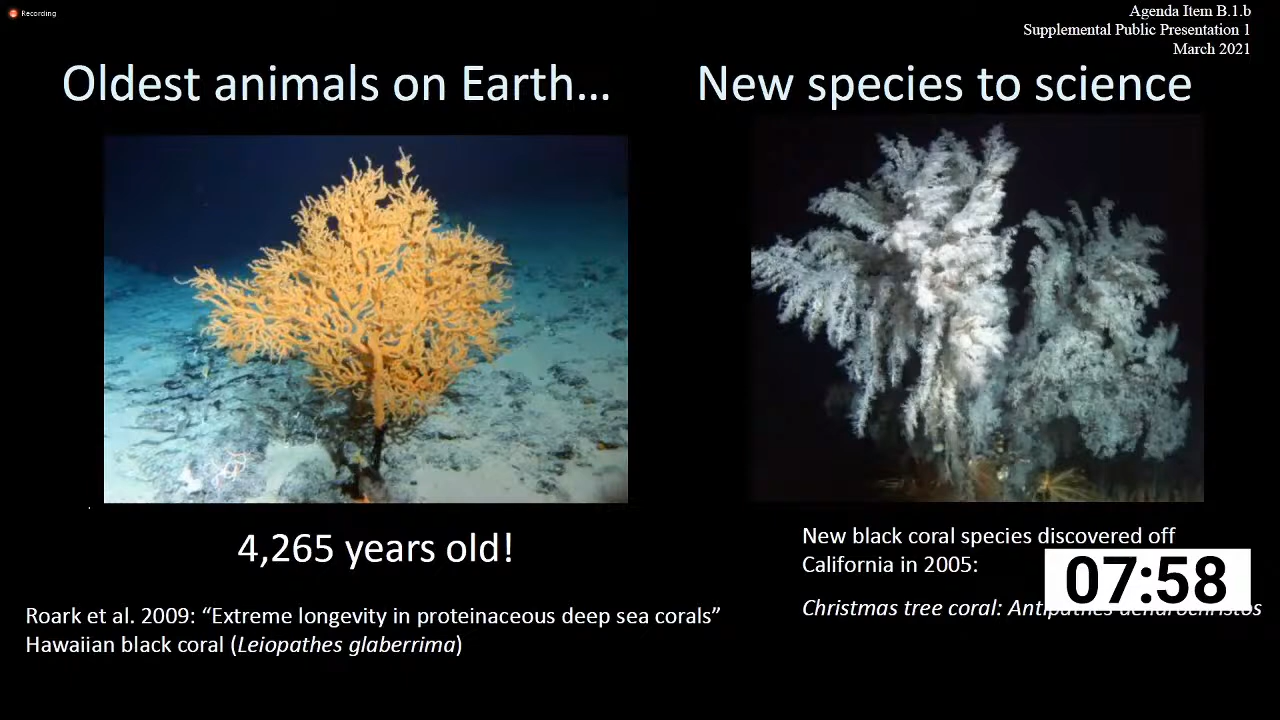 Recording
Agenda Item B.1.b
Supplemental Public Presentation 1
March 2021
Oldest animals on Earth…
New species to science
4,265 years old!
Roark et al. 2009: “Extreme longevity in proteinaceous deep sea corals”
Hawaiian black coral (Leiopathes glaberrima)
New black coral species discovered off
California in 2005:
07:58
Christmas tree coral: Antipathes dendrochristos